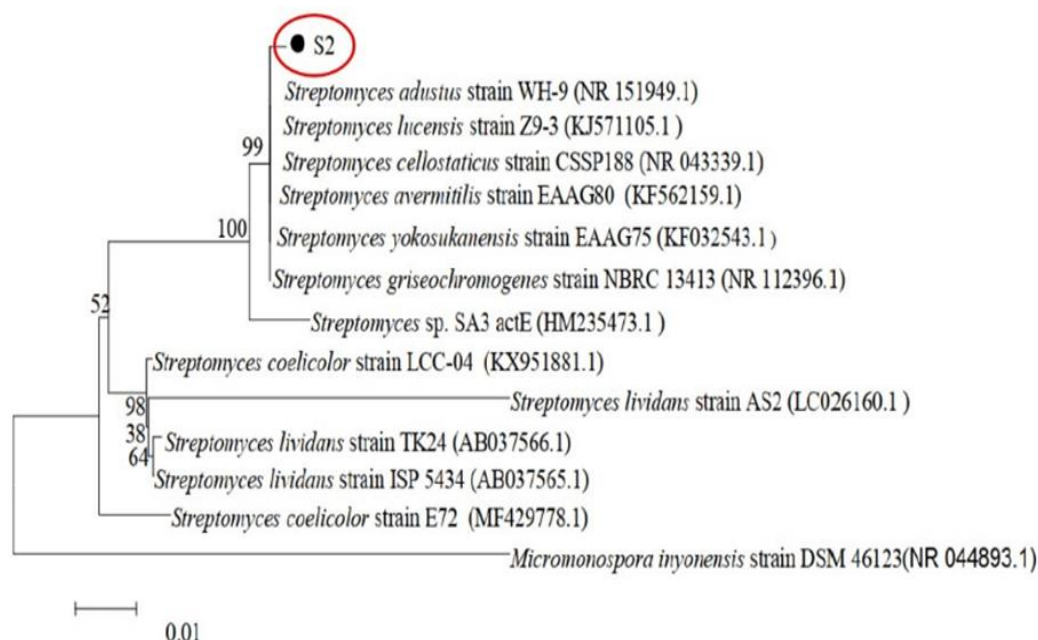 S2
Streptomyces adustus strain WH-9 (NR 151949.1)
Streptomyces lucensis strain Z9-3 (KJ571105.1 )
99
Streptomyces cellostaticus strain CSSP188 (NR 043339.1)
Streptomyces avermitilis strain EAAG80 (KF562159.1)
100
Streptomyces yokosukanensis strain EAAG75 (KF032543.1 )
Streptomyces griseochromogenes strain NBRC 13413 (NR 112396.1)
52
Streptomyces sp. SA3 actE (HM235473.1 )
Streptomyces coelicolor strain LCC-04 (KX951881.1)
98
Streptomyces lividans strain AS2 (LC026160.1 )
38
Streptomyces lividans strain TK24 (AB037566.1)
64
Streptomyces lividans strain ISP 5434 (AB037565.1)
Streptomyces coelicolor strain E72 (MF429778.1)
Micromonospora inyonensis strain DSM 46123(NR 044893.1)
0.01